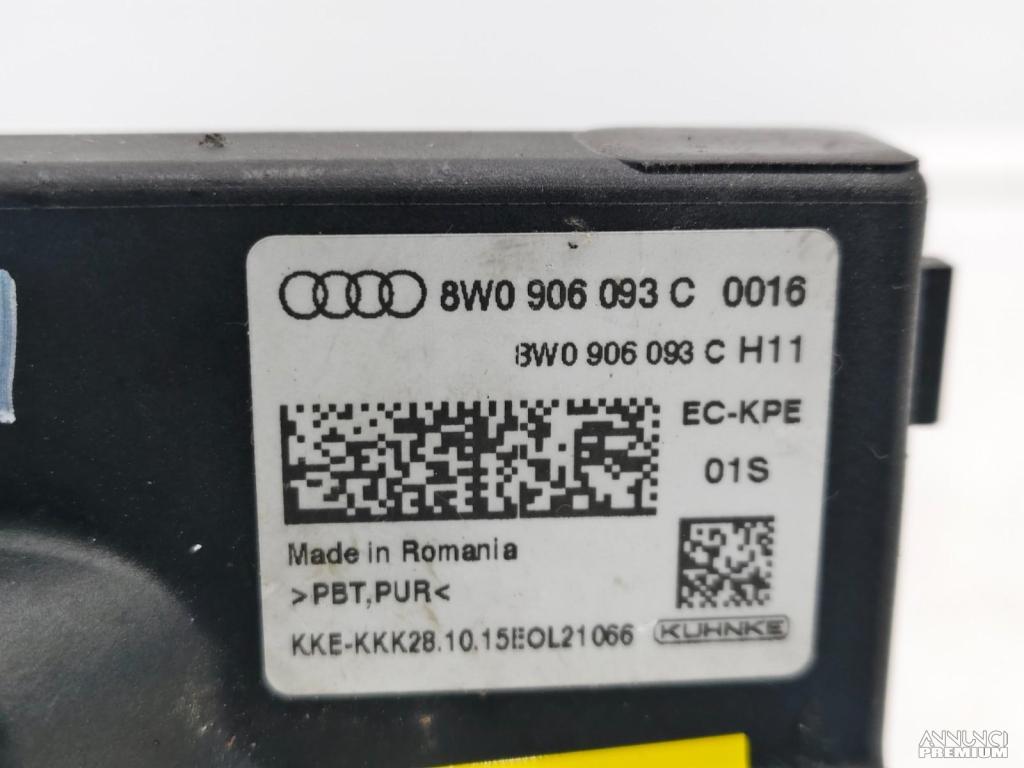 8W0 906 093 C 0016
8W0 906 093 C H11
EC-KPE
01S
Made in Romania
>PBT,PUR<
KKE-KKK28.10.15EOL21066
KUHNKE
ANNUNCI
PREMIUM